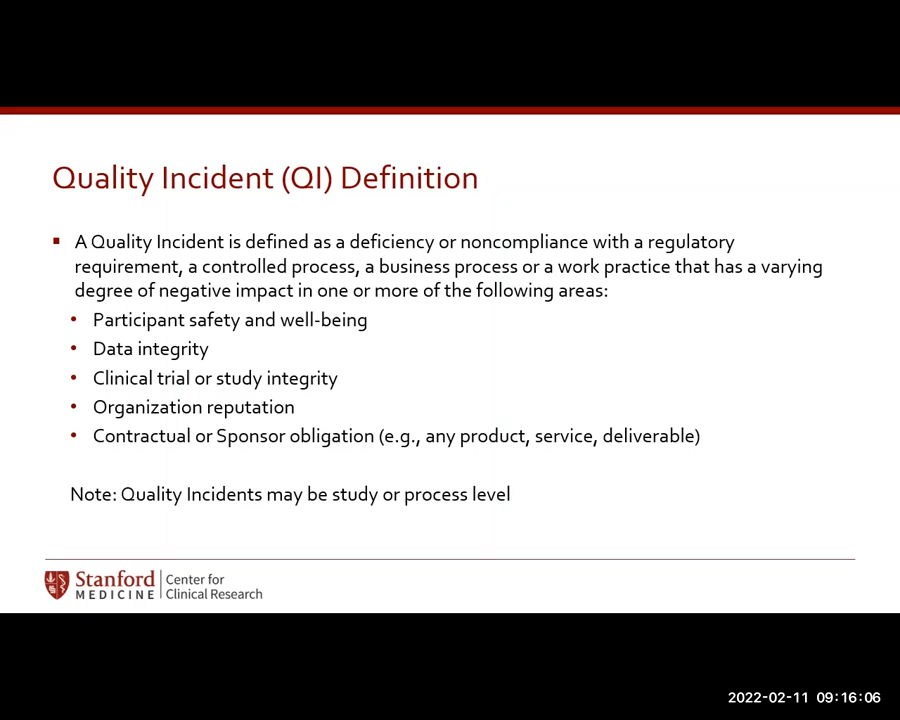 Quality Incident (QI) Definition
▪ A Quality Incident is defined as a deficiency or noncompliance with a regulatory
requirement, a controlled process, a business process or a work practice that has a varying
degree of negative impact in one or more of the following areas:
• Participant safety and well-being
• Data integrity
• Clinical trial or study integrity
• Organization reputation
• Contractual or Sponsor obligation (e.g., any product, service, deliverable)
Note: Quality Incidents may be study or process level
Stanford
MEDICINE
Center for
Clinical Research
2022-02-11 09:16:06